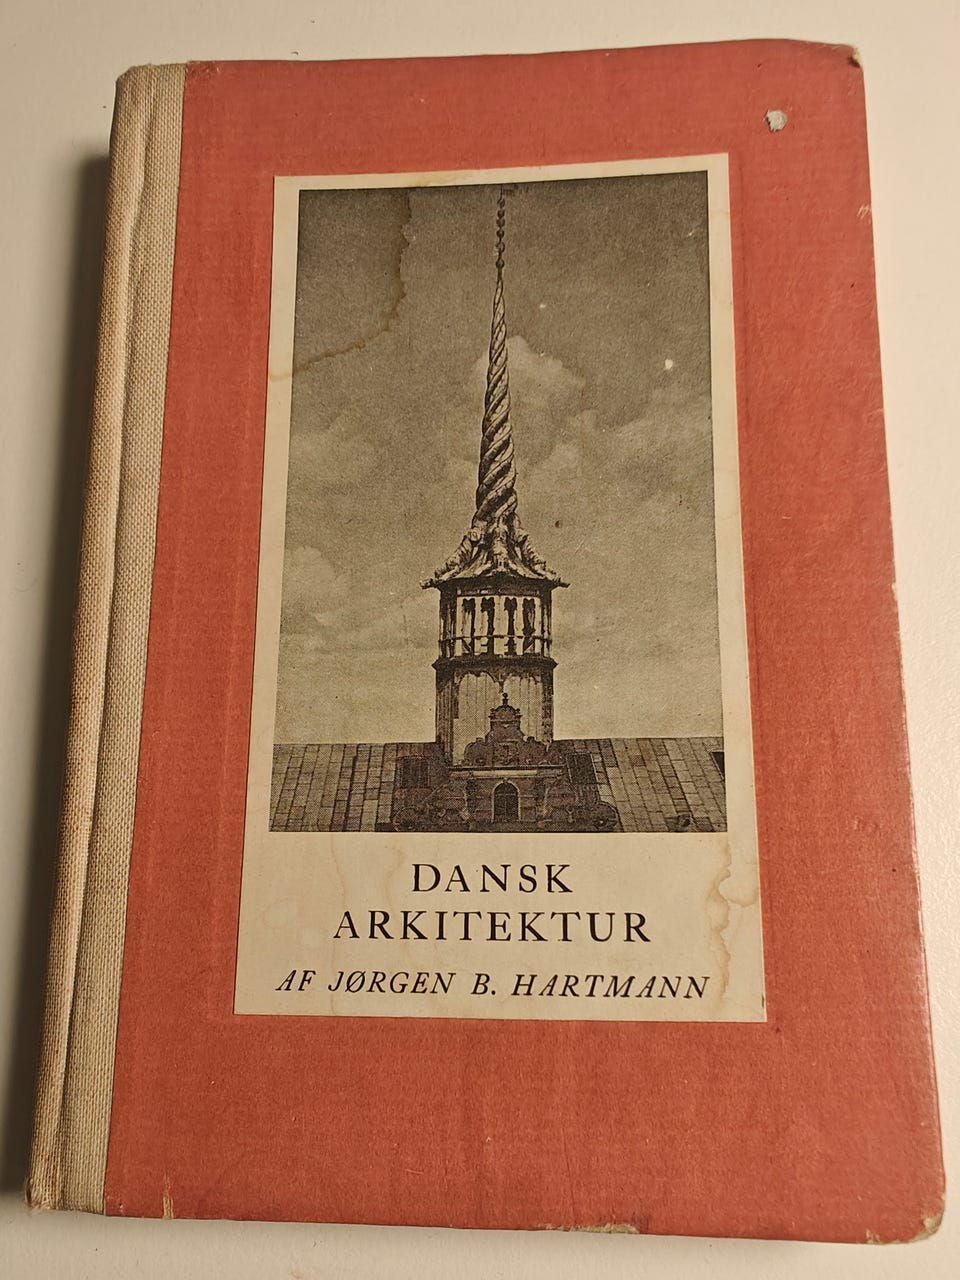 DANSK
ARKITEKTUR
AF JØRGEN B. HARTMANN